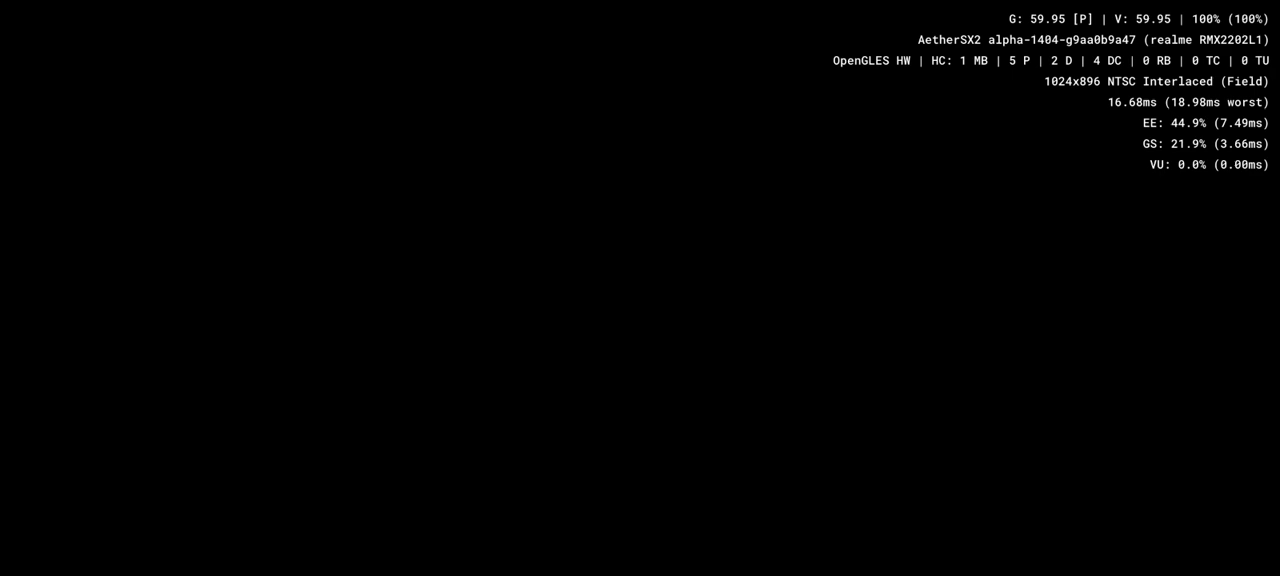 G: 59.95 [P] | V: 59.95 | 100% (100%)
AetherSX2 alpha-1404-g9aa0b9a47 (realme RMX2202L1)
OpenGLES HW | HC: 1 MB | 5 P | 2 D | 4 DC | 0 RB | 0 TC | 0 TU
1024x896 NTSC Interlaced (Field)
16.68ms (18.98ms worst)
EE: 44.9% (7.49ms)
GS: 21.9% (3.66ms)
VU: 0.0% (0.00ms)